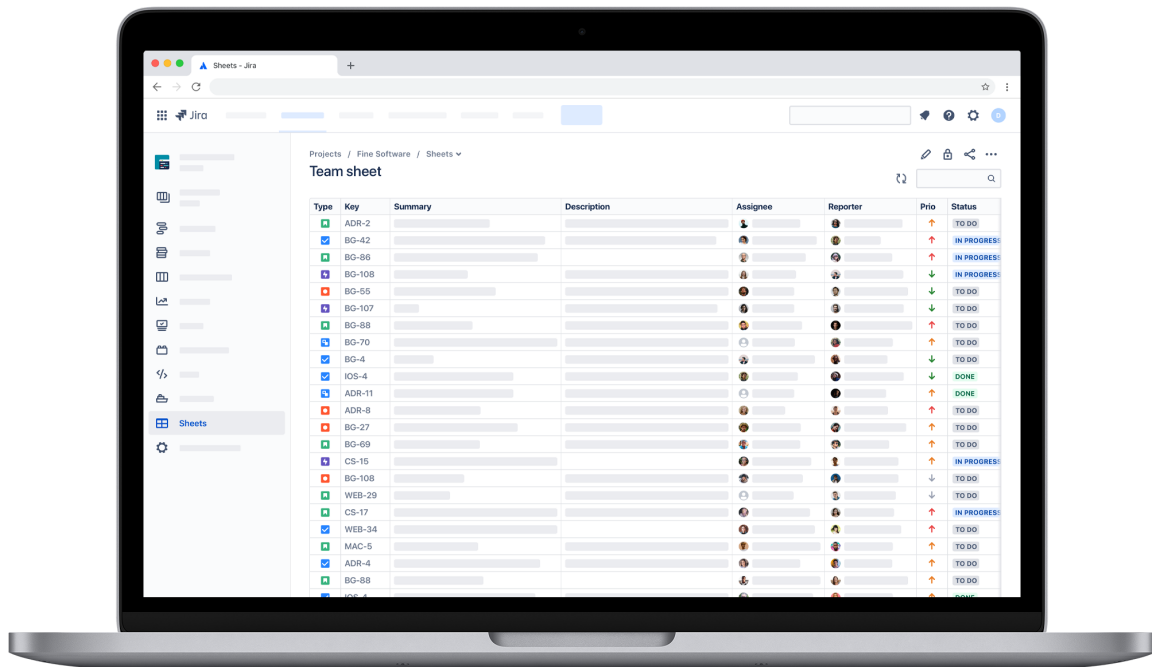 Sheets - Jira
Jira
Projects / Fine Software / Sheets
Team sheet
Type Key Summary Description Assignee Reporter Prio Status
ADR-2 TO DO
BG-42 IN PROGRESS
BG-86 IN PROGRESS
BG-108 IN PROGRESS
BG-55 TO DO
BG-107 TO DO
BG-88 TO DO
BG-70 TO DO
BG-4 TO DO
IOS-4 DONE
ADR-11 DONE
ADR-8 TO DO
BG-27 TO DO
Sheets
BG-69 TO DO
CS-15 IN PROGRESS
BG-108 TO DO
WEB-29 TO DO
CS-17 IN PROGRESS
WEB-34 TO DO
MAC-5 TO DO
ADR-4 TO DO
BG-88 TO DO
IOS-4 DONE
D